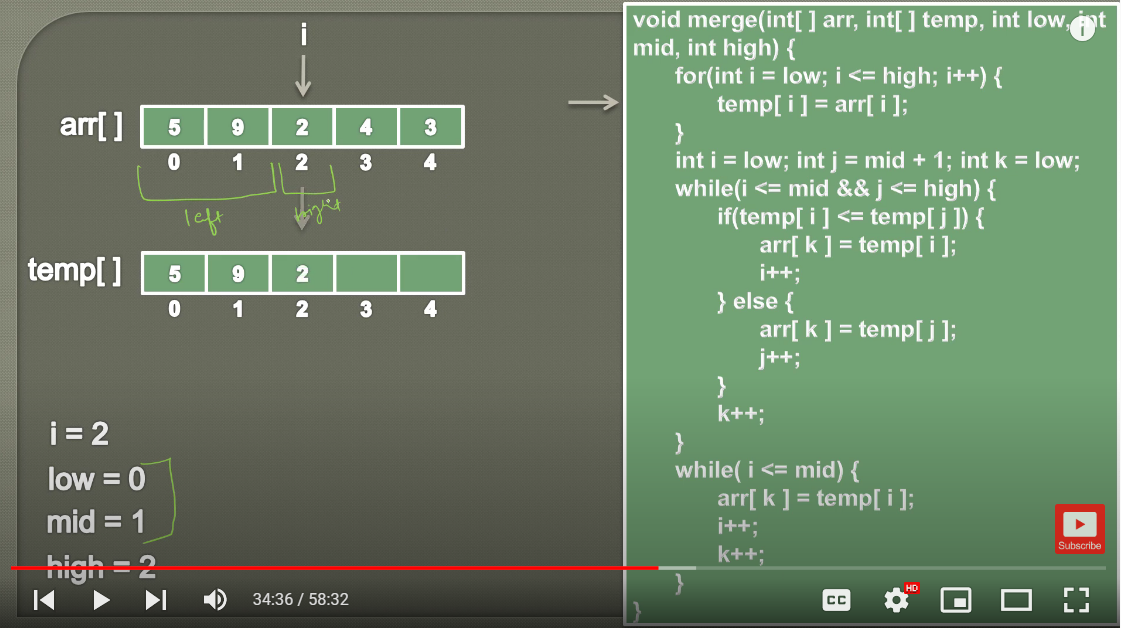 i
arr[ ]
5 9 2 4 3
0 1 2 3 4
left
right
temp[ ]
5 9 2
0 1 2 3 4
i = 2
low = 0
mid = 1
high = 2
void merge(int[ ] arr, int[ ] temp, int low, int
mid, int high) {
for(int i = low; i <= high; i++) {
temp[ i ] = arr[ i ];
}
int i = low; int j = mid + 1; int k = low;
while(i <= mid && j <= high) {
if(temp[ i ] <= temp[ j ]) {
arr[ k ] = temp[ i ];
i++;
} else {
arr[ k ] = temp[ j ];
j++;
}
k++;
}
while( i <= mid) {
arr[ k ] = temp[ i ];
i++;
k++;
}
}
i
Subscribe
34:36 / 58:32
CC
HD